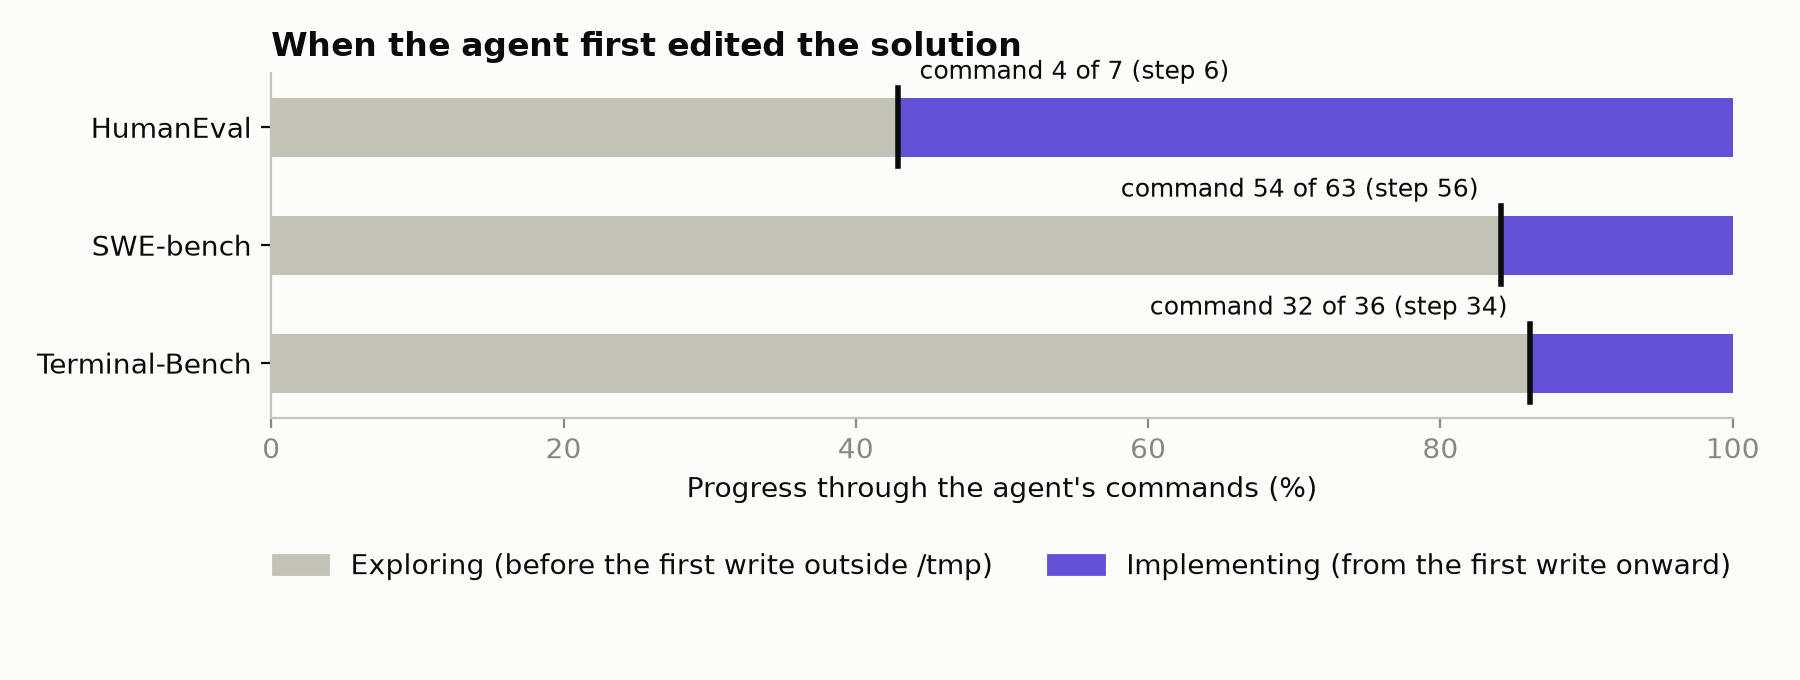 When the agent first edited the solution
command 4 of 7 (step 6)
HumanEval
command 54 of 63 (step 56)
SWE-bench
command 32 of 36 (step 34)
Terminal-Bench
0 20 40 60 80 100
Progress through the agent's commands (%)
Exploring (before the first write outside /tmp) Implementing (from the first write onward)